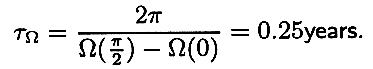 τ_Ω = 2π / (Ω(π/2) − Ω(0)) = 0.25years.